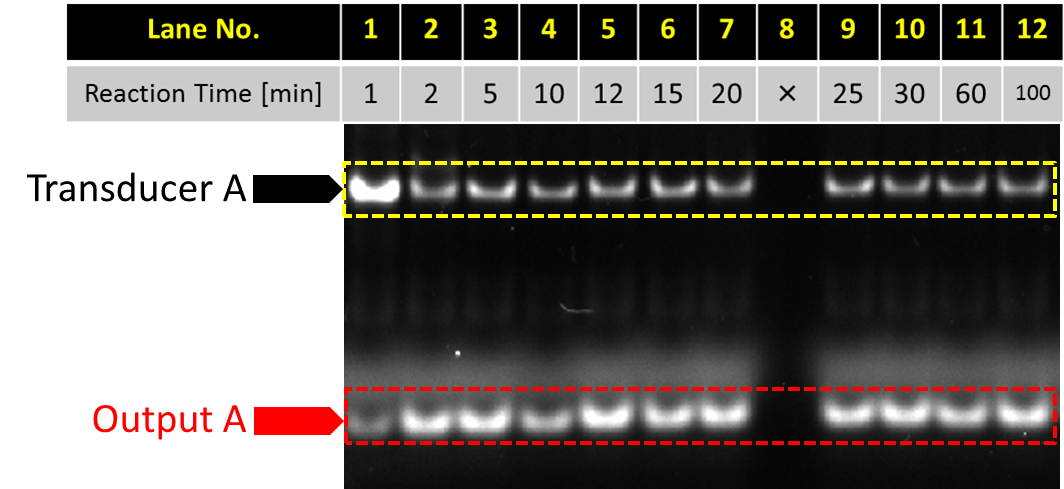 Lane No. 1 2 3 4 5 6 7 8 9 10 11 12
Reaction Time [min] 1 2 5 10 12 15 20 × 25 30 60 100
Transducer A
Output A